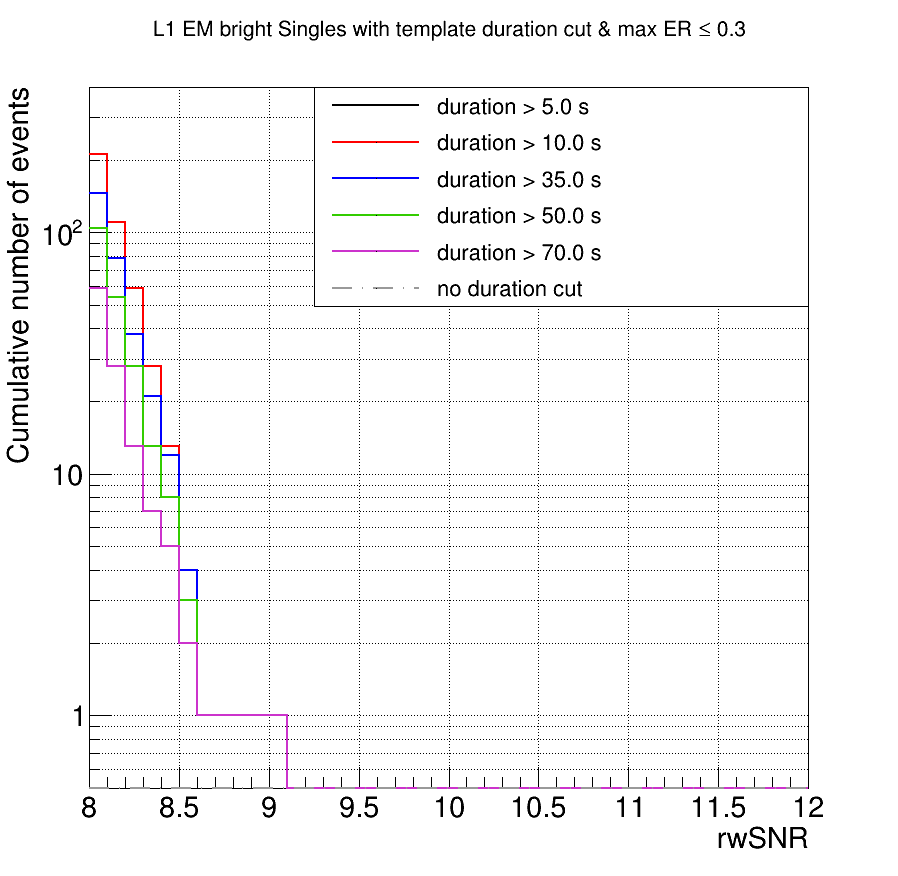 L1 EM bright Singles with template duration cut & max ER ≤ 0.3
Cumulative number of events
duration > 5.0 s
duration > 10.0 s
duration > 35.0 s
duration > 50.0 s
duration > 70.0 s
no duration cut
10²
10
1
8 8.5 9 9.5 10 10.5 11 11.5 12
rwSNR